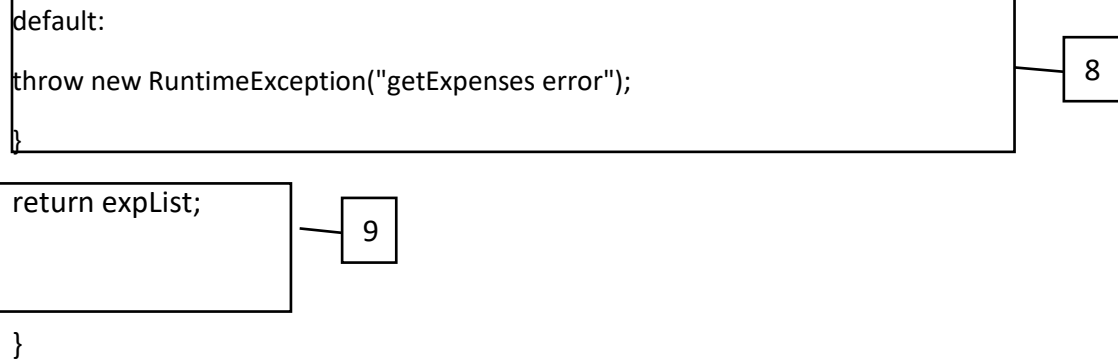 default:
throw new RuntimeException("getExpenses error");
8
}
return expList;
9
}